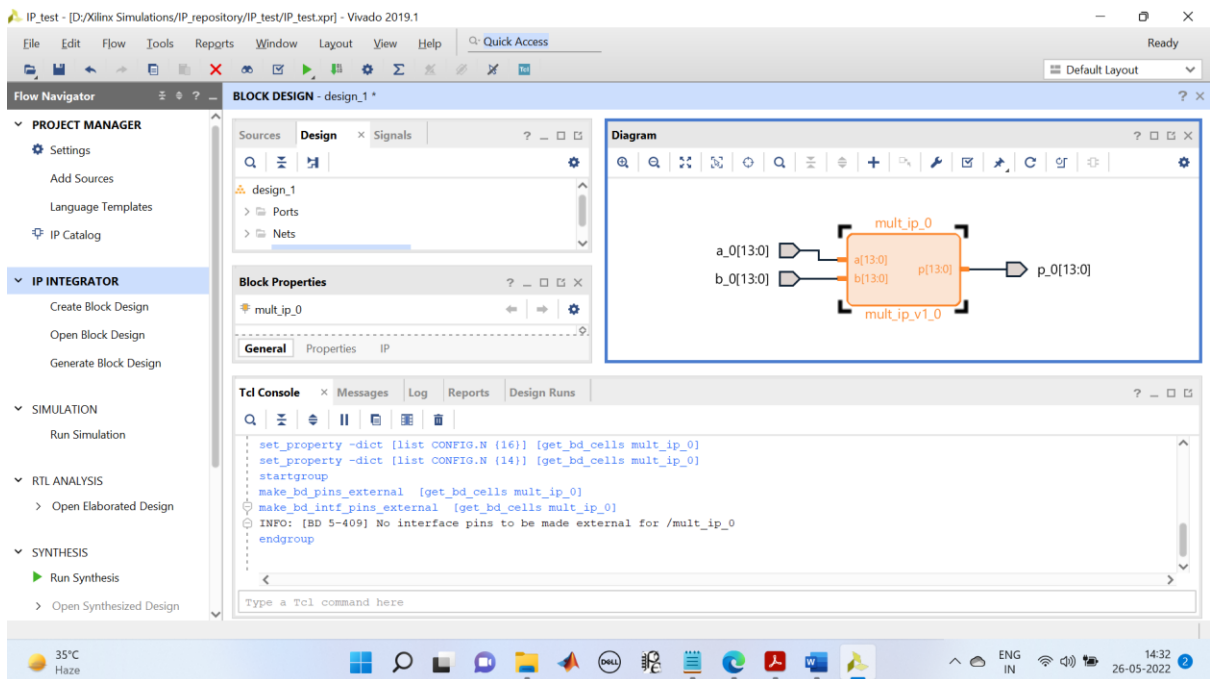 IP_test - [D:/Xilinx Simulations/IP_repository/IP_test/IP_test.xpr] - Vivado 2019.1
File Edit Flow Tools Reports Window Layout View Help Quick Access Ready
Default Layout
Flow Navigator
BLOCK DESIGN - design_1 *
PROJECT MANAGER
Settings
Add Sources
Language Templates
IP Catalog
IP INTEGRATOR
Create Block Design
Open Block Design
Generate Block Design
SIMULATION
Run Simulation
RTL ANALYSIS
Open Elaborated Design
SYNTHESIS
Run Synthesis
Open Synthesized Design
Sources Design Signals
design_1
Ports
Nets
Block Properties
mult_ip_0
General Properties IP
Diagram
mult_ip_0
a_0[13:0] a[13:0]
b_0[13:0] b[13:0]
p[13:0] p_0[13:0]
mult_ip_v1_0
Tcl Console Messages Log Reports Design Runs
set_property -dict [list CONFIG.N {16}] [get_bd_cells mult_ip_0]
set_property -dict [list CONFIG.N {14}] [get_bd_cells mult_ip_0]
startgroup
make_bd_pins_external  [get_bd_cells mult_ip_0]
make_bd_intf_pins_external  [get_bd_cells mult_ip_0]
INFO: [BD 5-409] No interface pins to be made external for /mult_ip_0
endgroup
Type a Tcl command here
35°C
Haze
DELL
ENG
IN
14:32
26-05-2022
2